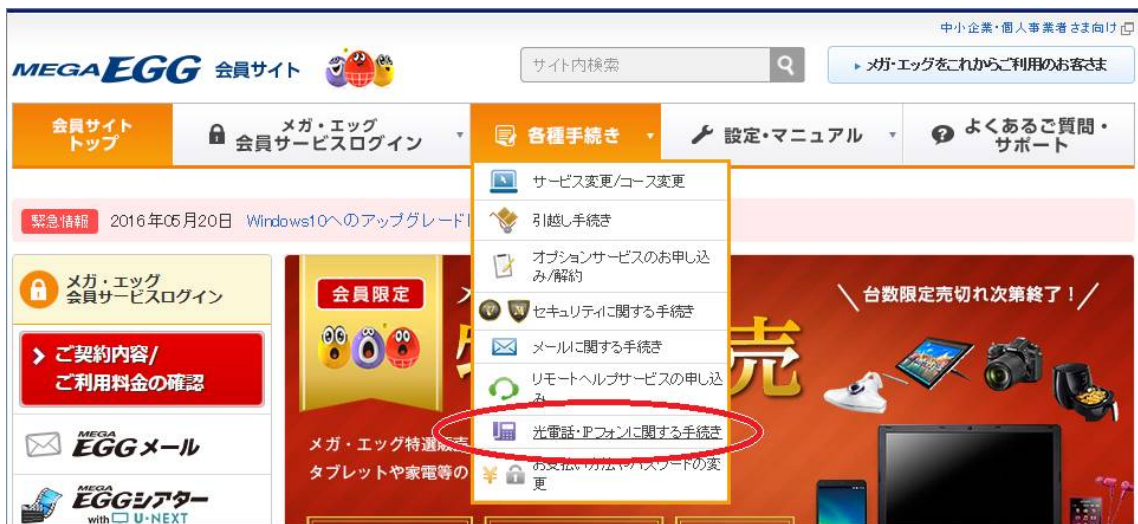 中小企業・個人事業者さま向け
MEGA EGG 会員サイト
サイト内検索
メガ・エッグをこれからご利用のお客さま
会員サイト
トップ
メガ・エッグ
会員サービスログイン
各種手続き
設定・マニュアル
よくあるご質問・
サポート
サービス変更/コース変更
引越し手続き
オプションサービスのお申し込
み/解約
セキュリティに関する手続き
メールに関する手続き
リモートヘルプサービスの申し込
み
光電話・IPフォンに関する手続き
お支払い方法やパスワードの変
更
緊急情報 2016年05月20日 Windows10へのアップグレード
メガ・エッグ
会員サービスログイン
ご契約内容/
ご利用料金の確認
MEGA
EGGメール
MEGA
EGGシアター
with U-NEXT
会員限定
売
台数限定売切れ次第終了!
メガ・エッグ特選販売
タブレットや家電等の